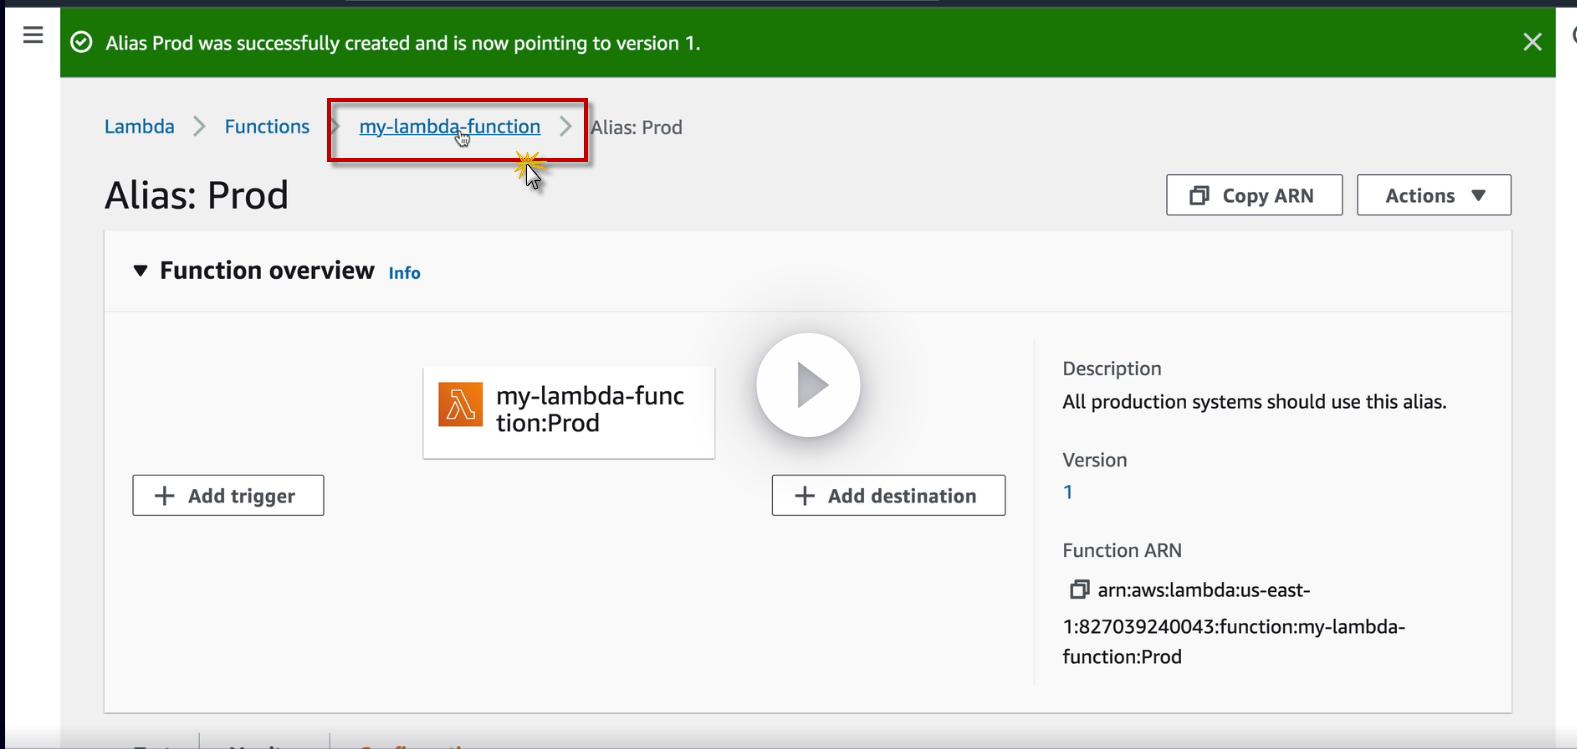 Alias Prod was successfully created and is now pointing to version 1.
Lambda > Functions > my-lambda-function > Alias: Prod
Alias: Prod
Copy ARN
Actions
Function overview Info
my-lambda-func
tion:Prod
Add trigger
Add destination
Description
All production systems should use this alias.
Version
1
Function ARN
arn:aws:lambda:us-east-
1:827039240043:function:my-lambda-
function:Prod